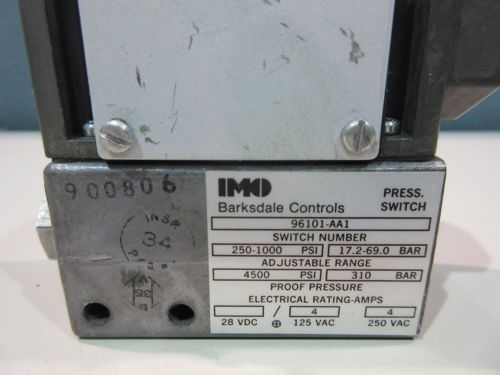 900806
INSP.
34
IMO
Barksdale Controls
PRESS.
SWITCH
96101-AA1
SWITCH NUMBER
250-1000 PSI 17.2-69.0 BAR
ADJUSTABLE RANGE
4500 PSI 310 BAR
PROOF PRESSURE
ELECTRICAL RATING-AMPS
/ 4 4
28 VDC ⊕ 125 VAC 250 VAC